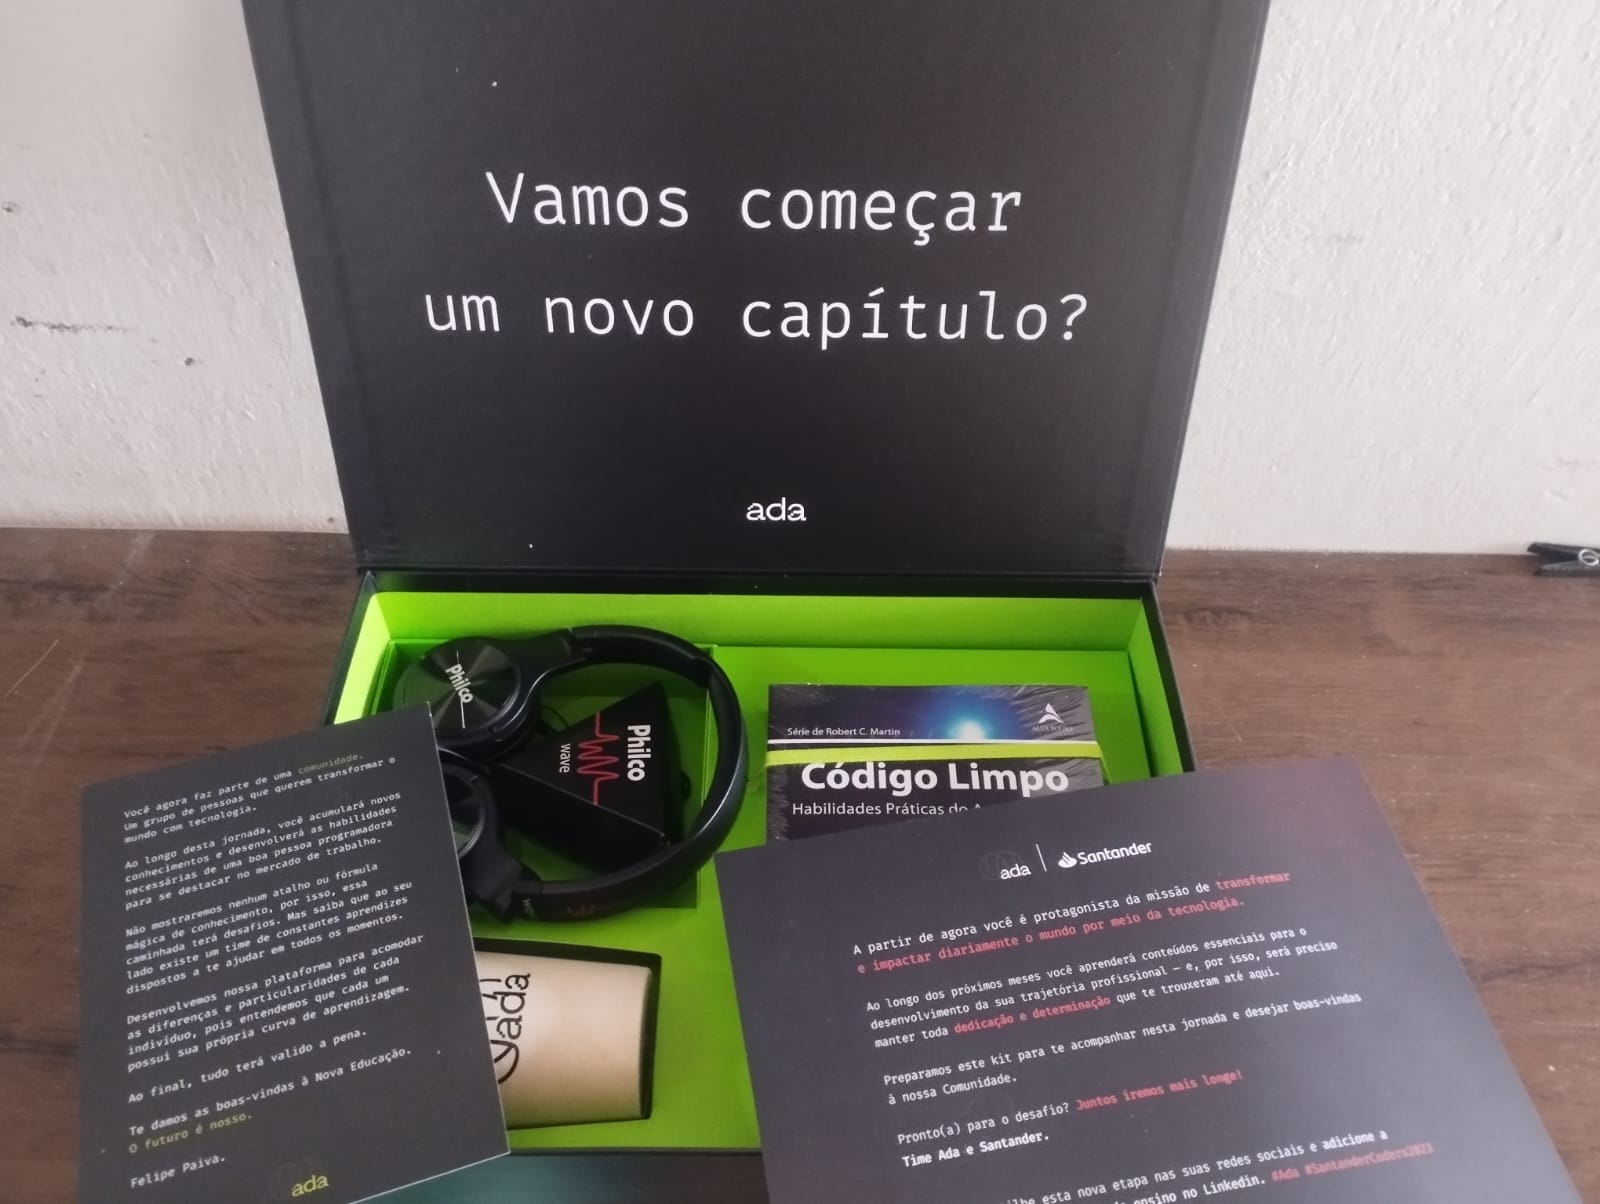 Vamos começar
um novo capítulo?
ada
Philco
Philco
wave
Série de Robert C. Martin
ALTA BOOKS
Código Limpo
Habilidades Práticas do
ada
Você agora faz parte de uma comunidade.
Um grupo de pessoas que querem transformar o
mundo com tecnologia.
Ao longo desta jornada, você acumulará novos
conhecimentos e desenvolverá as habilidades
necessárias de uma boa pessoa programadora
para se destacar no mercado de trabalho.
Não mostraremos nenhum atalho ou fórmula
mágica de conhecimento, por isso, essa
caminhada terá desafios. Mas saiba que ao seu
lado existe um time de constantes aprendizes
dispostos a te ajudar em todos os momentos.
Desenvolvemos nossa plataforma para acomodar
as diferenças e particularidades de cada
indivíduo, pois entendemos que cada um
possui sua própria curva de aprendizagem.
Ao final, tudo terá valido a pena.
Te damos as boas-vindas à Nova Educação.
O futuro é nosso.
Felipe Paiva.
ada
ada | Santander
A partir de agora você é protagonista da missão de transformar
e impactar diariamente o mundo por meio da tecnologia.
Ao longo dos próximos meses você aprenderá conteúdos essenciais para o
desenvolvimento da sua trajetória profissional — e, por isso, será preciso
manter toda dedicação e determinação que te trouxeram até aqui.
Preparamos este kit para te acompanhar nesta jornada e desejar boas-vindas
à nossa Comunidade.
Pronto(a) para o desafio? Juntos iremos mais longe!
Time Ada e Santander.
esta nova etapa nas suas redes sociais e adicione a
ensino no Linkedin. #Ada #SantanderCoders2023